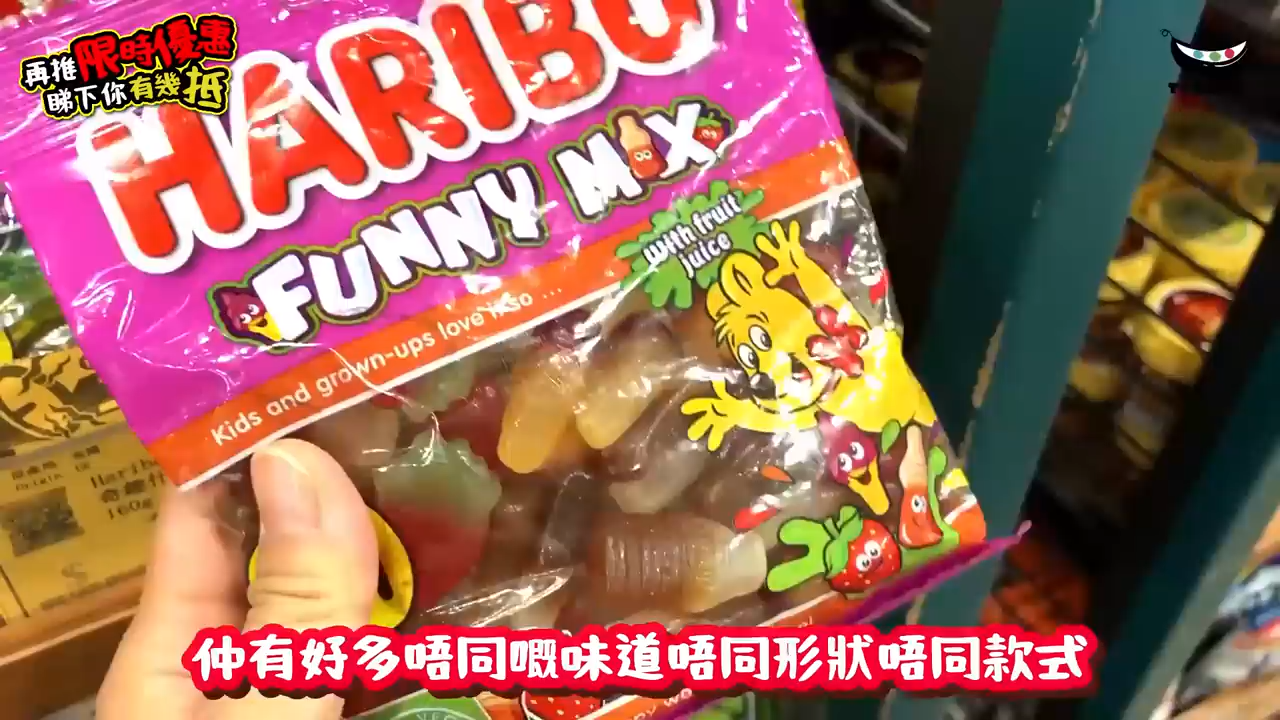 再推限時優惠
睇下你有幾抵
HARIBO
FUNNY MIX
with fruit
juice
Kids and grown-ups love it so ...
Haribo
160g
仲有好多唔同嘅味道唔同形狀唔同款式